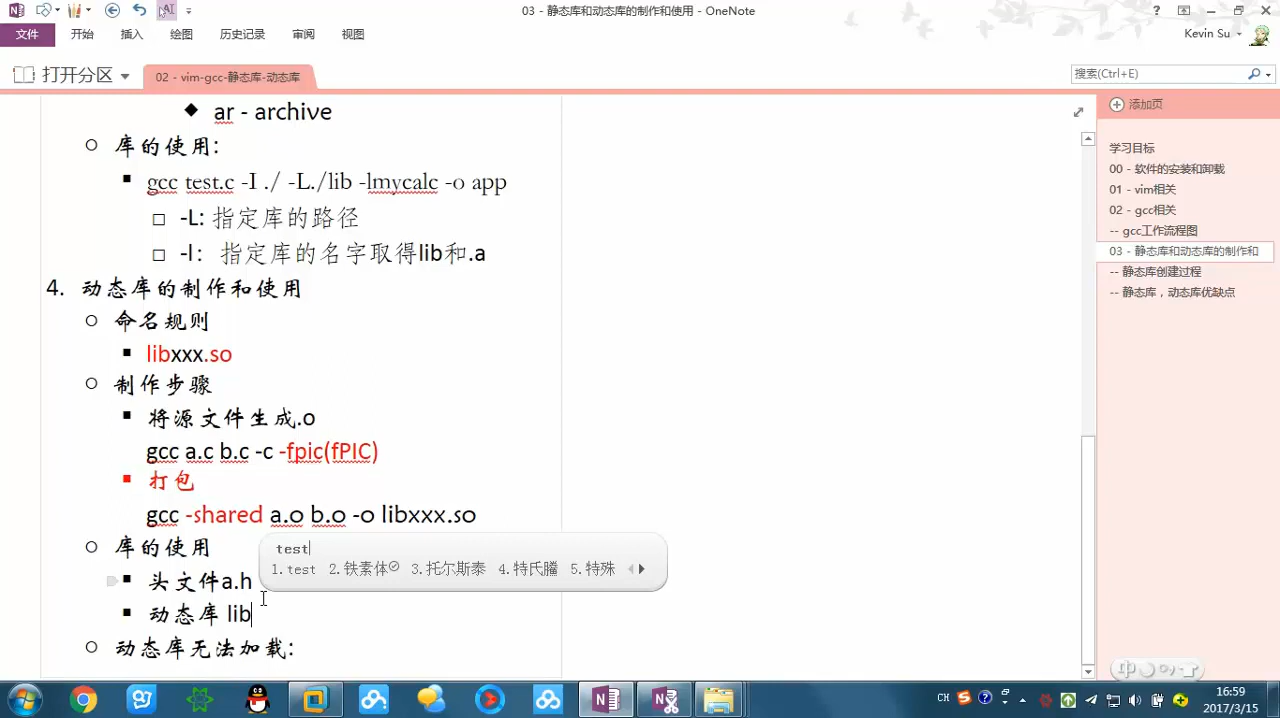 03 - 静态库和动态库的制作和使用 - OneNote
文件 开始 插入 绘图 历史记录 审阅 视图
Kevin Su
打开分区
02 - vim-gcc-静态库-动态库
搜索(Ctrl+E)
ar - archive
库的使用:
gcc test.c -I ./ -L./lib -lmycalc -o app
-L: 指定库的路径
-l: 指定库的名字取得lib和.a
4. 动态库的制作和使用
命名规则
libxxx.so
制作步骤
将源文件生成.o
gcc a.c b.c -c -fpic(fPIC)
打包
gcc -shared a.o b.o -o libxxx.so
库的使用
头文件a.h
动态库 lib
动态库无法加载:
test
1.test 2.铁素体 3.托尔斯泰 4.特氏臘 5.特殊
添加页
学习目标
00 - 软件的安装和卸载
01 - vim相关
02 - gcc相关
-- gcc工作流程图
03 - 静态库和动态库的制作和
-- 静态库创建过程
-- 静态库，动态库优缺点
中
CH
16:59
2017/3/15